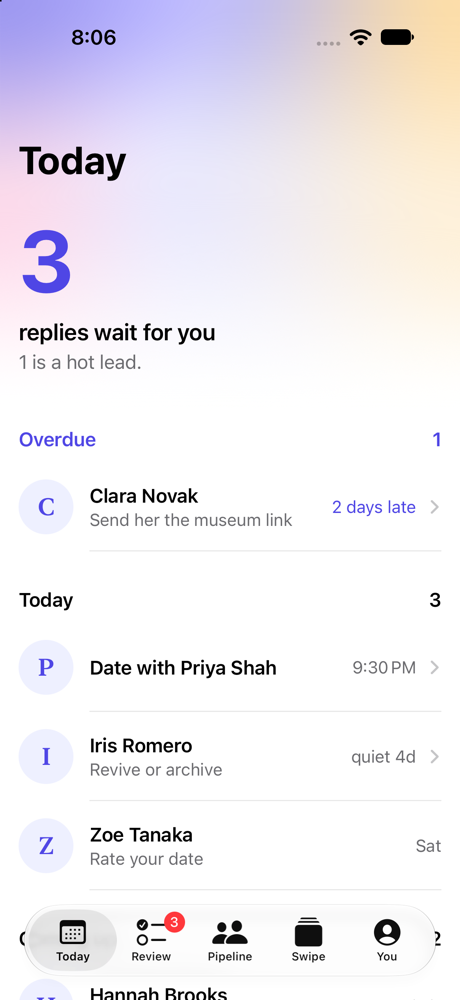 8:06
Today
3
replies wait for you
1 is a hot lead.
Overdue
1
C
Clara Novak
Send her the museum link
2 days late
Today
3
P
Date with Priya Shah
9:30 PM
I
Iris Romero
Revive or archive
quiet 4d
Z
Zoe Tanaka
Rate your date
Sat
2
3
Today
Review
Pipeline
Swipe
You
Hannah Brooks